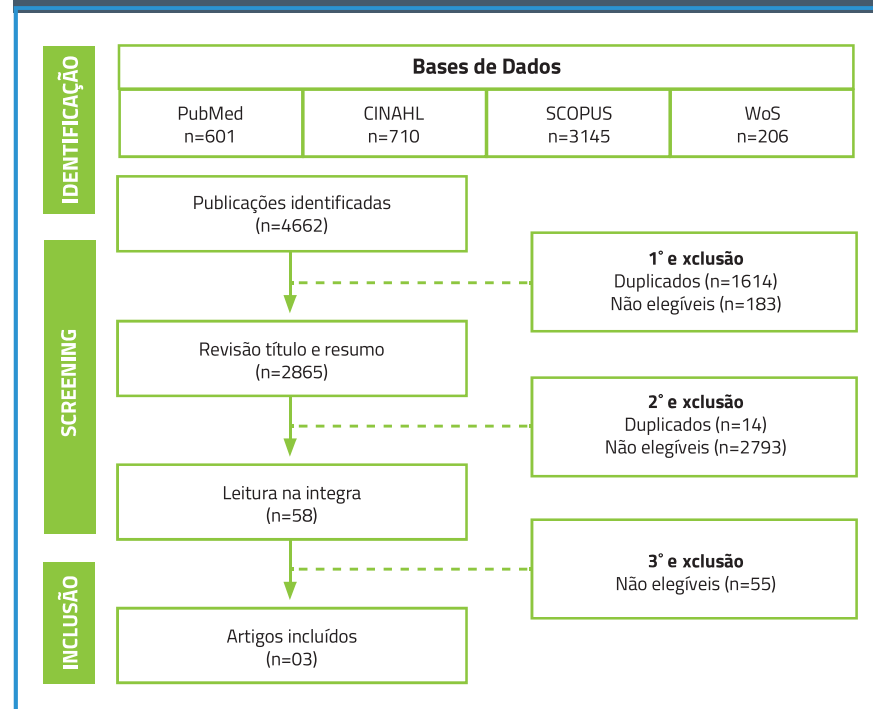 IDENTIFICAÇÃO
Bases de Dados
PubMed
n=601
CINAHL
n=710
SCOPUS
n=3145
WoS
n=206
Publicações identificadas
(n=4662)
SCREENING
1° e xclusão
Duplicados (n=1614)
Não elegíveis (n=183)
Revisão título e resumo
(n=2865)
2° e xclusão
Duplicados (n=14)
Não elegíveis (n=2793)
Leitura na integra
(n=58)
3° e xclusão
Não elegíveis (n=55)
INCLUSÃO
Artigos incluídos
(n=03)